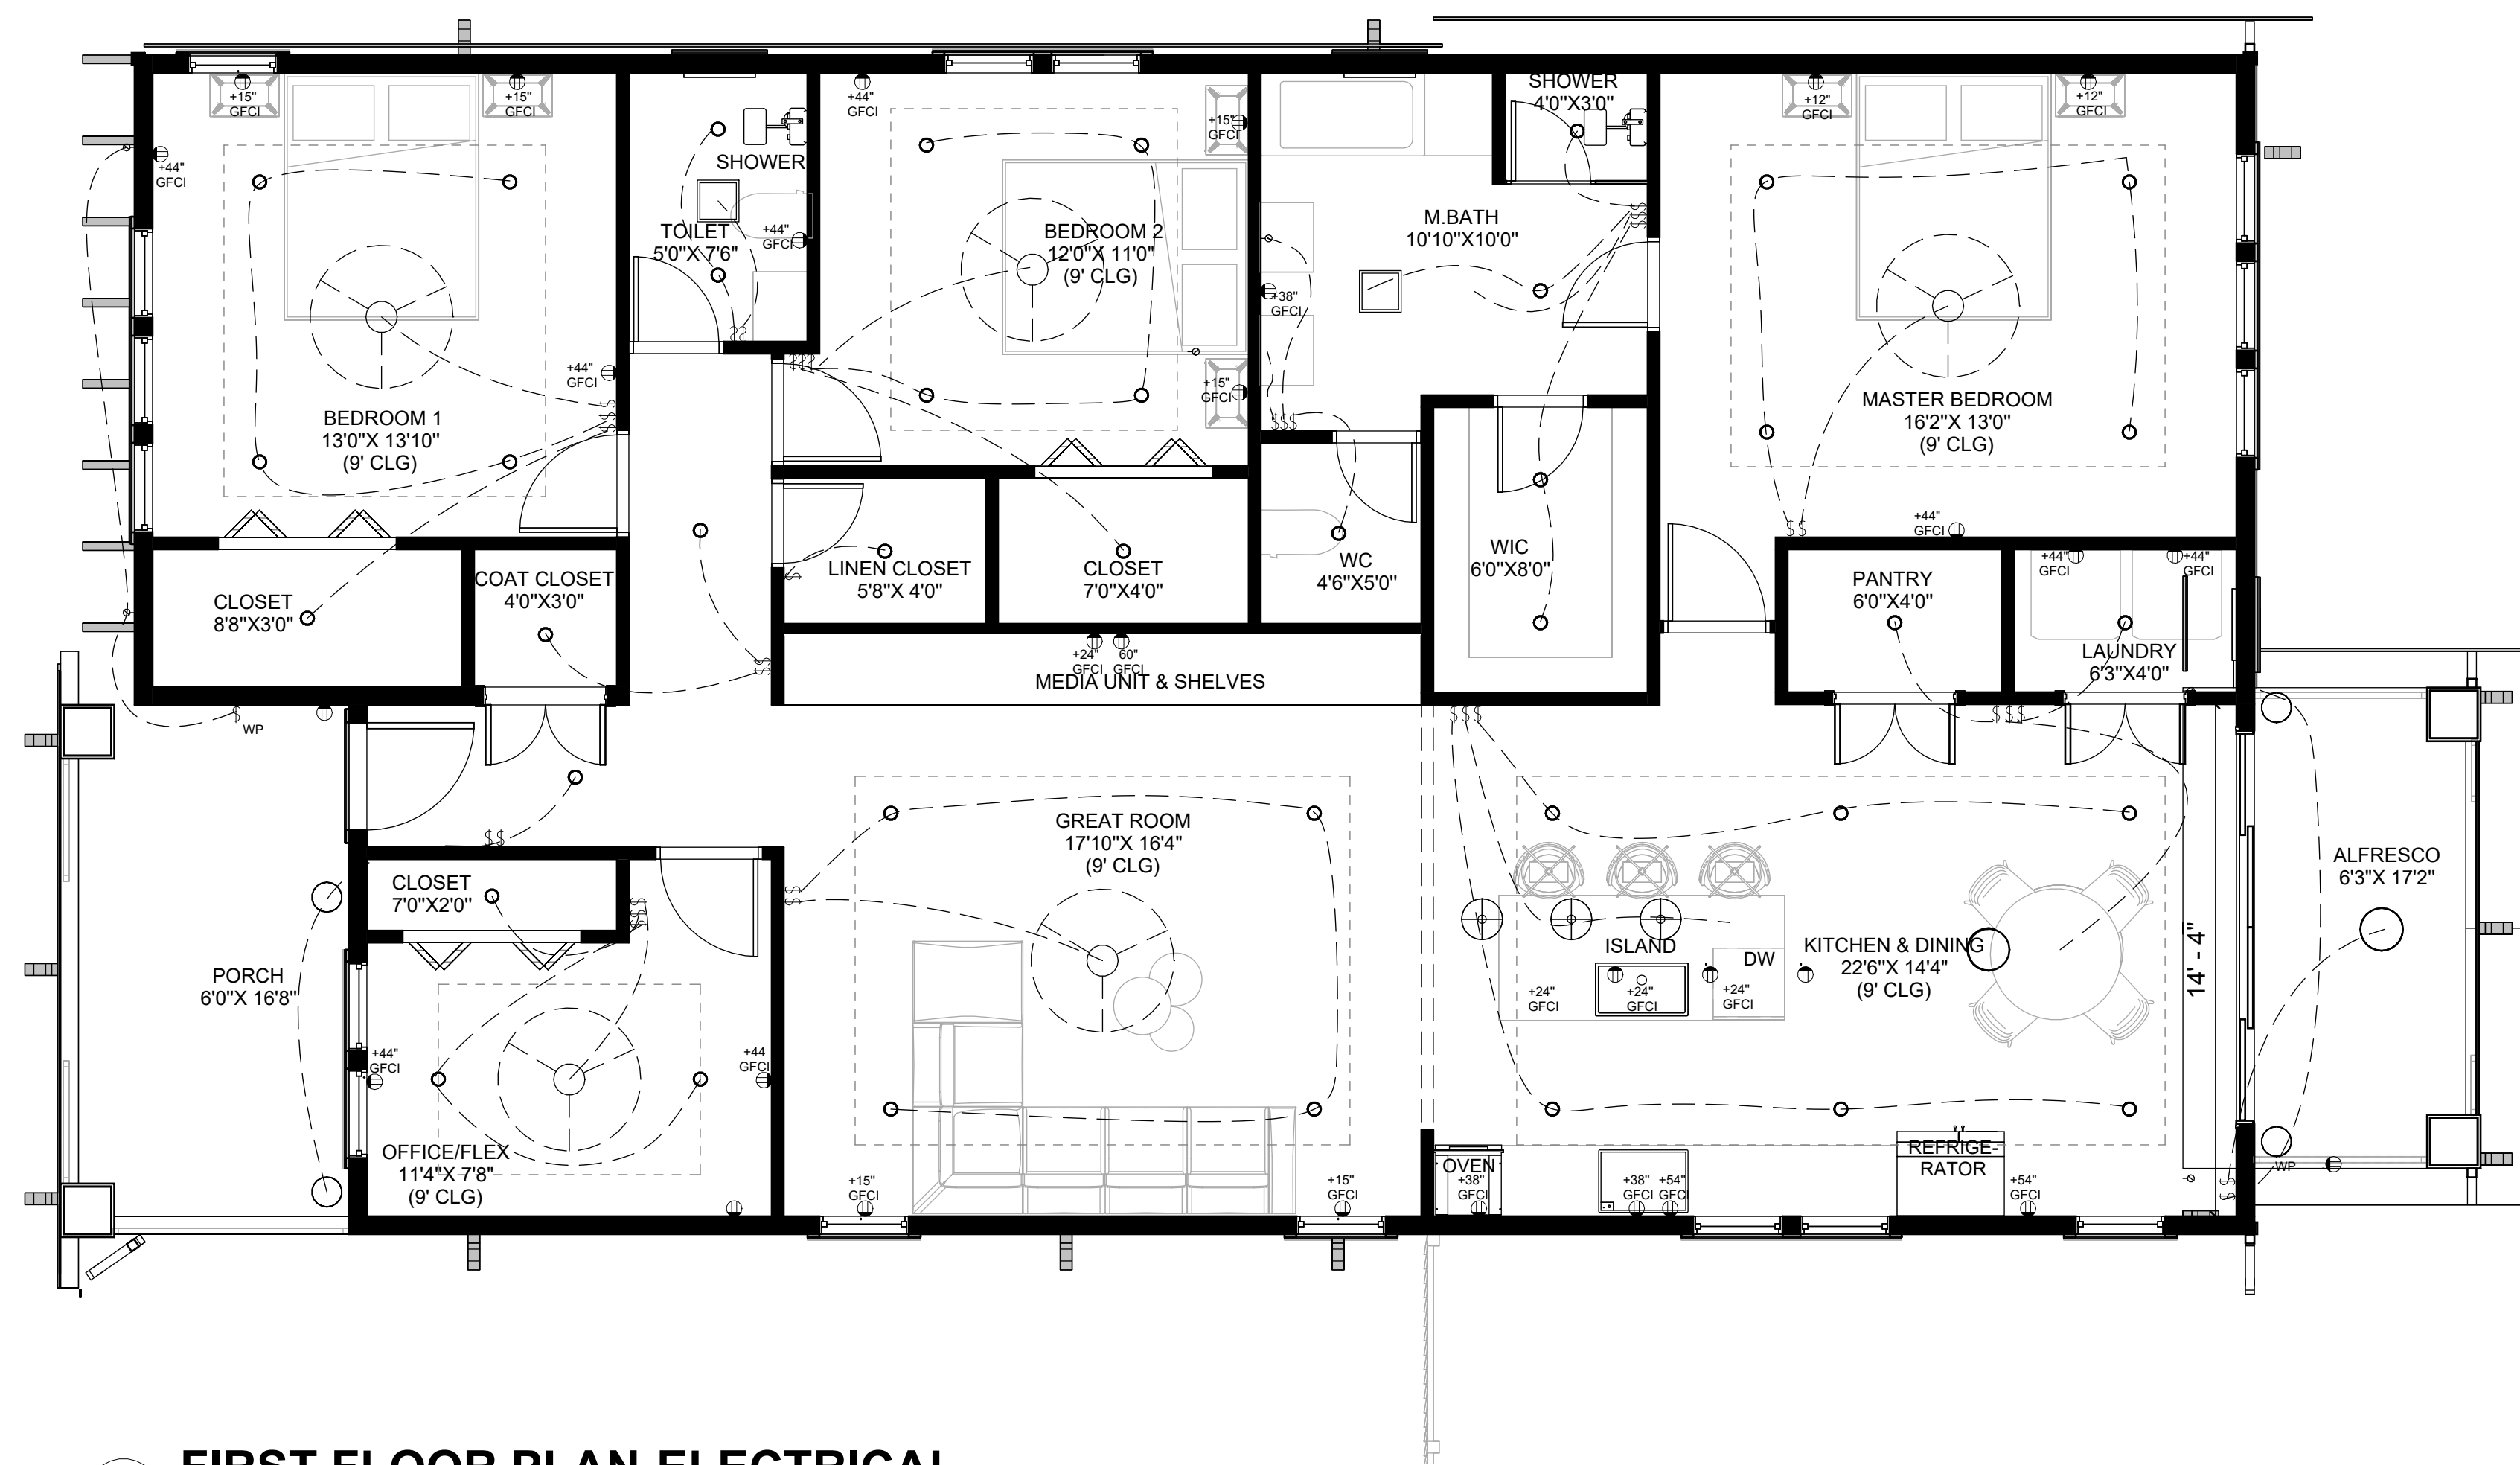 SHOWER
4'0"X3'0"
+15"
GFCI
+15"
GFCI
+44"
GFCI
+15"
GFCI
+12"
GFCI
+12"
GFCI
+44"
GFCI
SHOWER
TOILET
5'0"X 7'6"
+44"
GFCI
BEDROOM 2
12'0"X 11'0"
(9' CLG)
M.BATH
10'10"X10'0"
+38"
GFCI
+44"
GFCI
+15"
GFCI
BEDROOM 1
13'0"X 13'10"
(9' CLG)
MASTER BEDROOM
16'2"X 13'0"
(9' CLG)
$$
$$$
$$$
$$$
$$$
$$
+44"
GFCI
CLOSET
8'8"X3'0"
COAT CLOSET
4'0"X3'0"
LINEN CLOSET
5'8"X 4'0"
CLOSET
7'0"X4'0"
WC
4'6"X5'0"
WIC
6'0"X8'0"
PANTRY
6'0"X4'0"
+44"
GFCI
+44"
GFCI
LAUNDRY
6'3"X4'0"
$
$$
+24"
GFCI
60"
GFCI
MEDIA UNIT & SHELVES
$
WP
$$$
$$$
$$
GREAT ROOM
17'10"X 16'4"
(9' CLG)
CLOSET
7'0"X2'0"
$$$
$$
ALFRESCO
6'3"X 17'2"
PORCH
6'0"X 16'8"
ISLAND
DW
+24"
GFCI
+24"
GFCI
+24"
GFCI
KITCHEN & DINING
22'6"X 14'4"
(9' CLG)
14' - 4"
+44"
GFCI
+44
GFCI
OFFICE/FLEX
11'4"X 7'8"
(9' CLG)
+15"
GFCI
+15"
GFCI
OVEN
+38"
GFCI
+38"
GFCI
+54"
GFCI
REFRIGE-
RATOR
+54"
GFCI
$$
WP
FIRST FLOOR PLAN ELECTRICAL